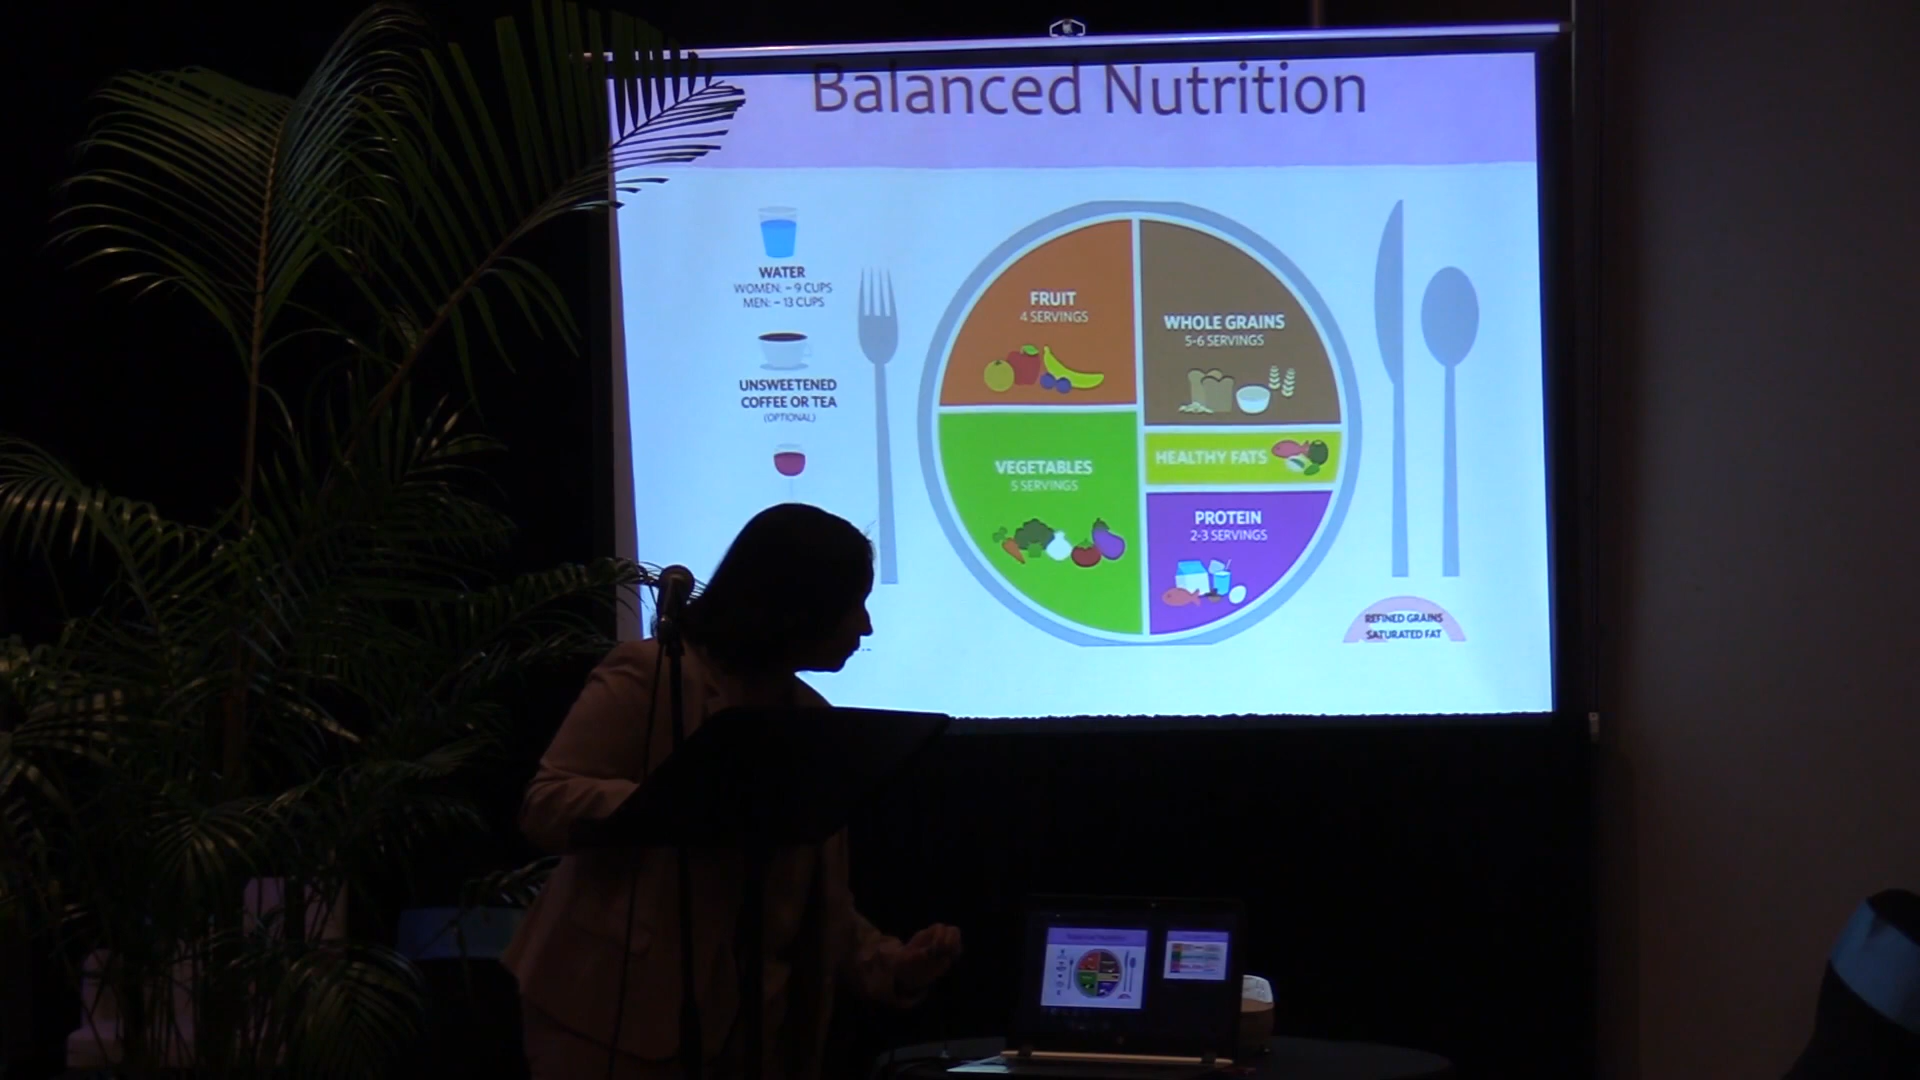 Balanced Nutrition
WATER
WOMEN: ~ 9 CUPS
MEN: ~ 13 CUPS
UNSWEETENED
COFFEE OR TEA
(OPTIONAL)
FRUIT
4 SERVINGS
WHOLE GRAINS
5-6 SERVINGS
VEGETABLES
5 SERVINGS
HEALTHY FATS
PROTEIN
2-3 SERVINGS
REFINED GRAINS
SATURATED FAT